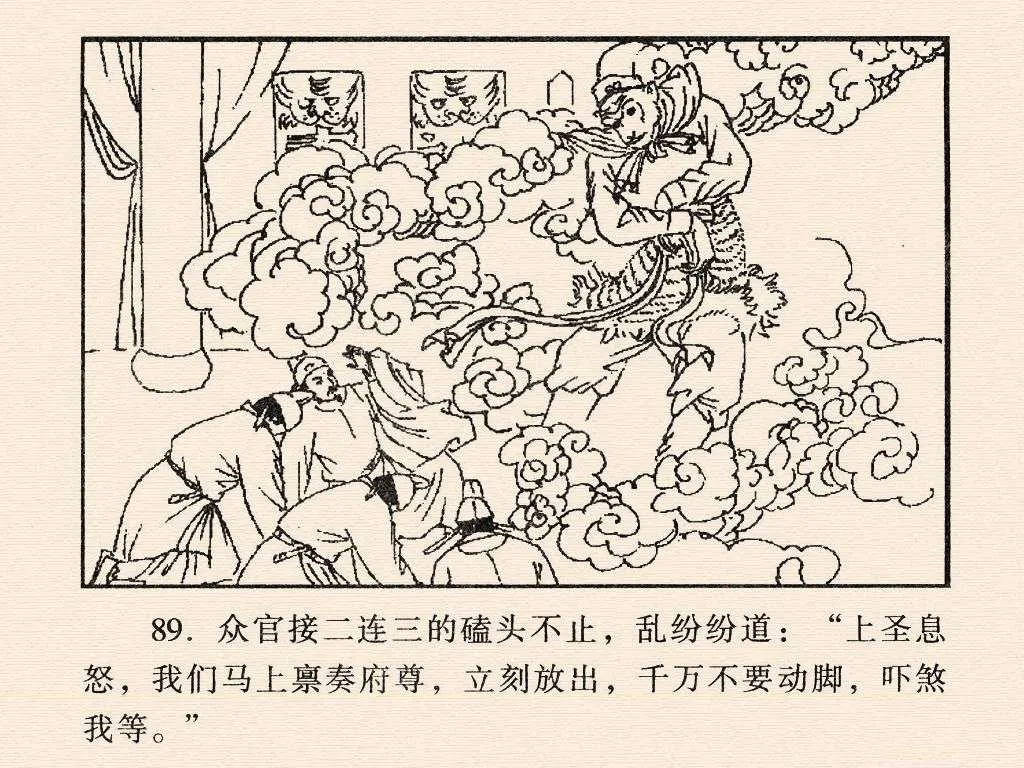 89. 众官接二连三的磕头不止，乱纷纷道：“上圣息
怒，我们马上禀奏府尊，立刻放出，千万不要动脚，吓煞
我等。”